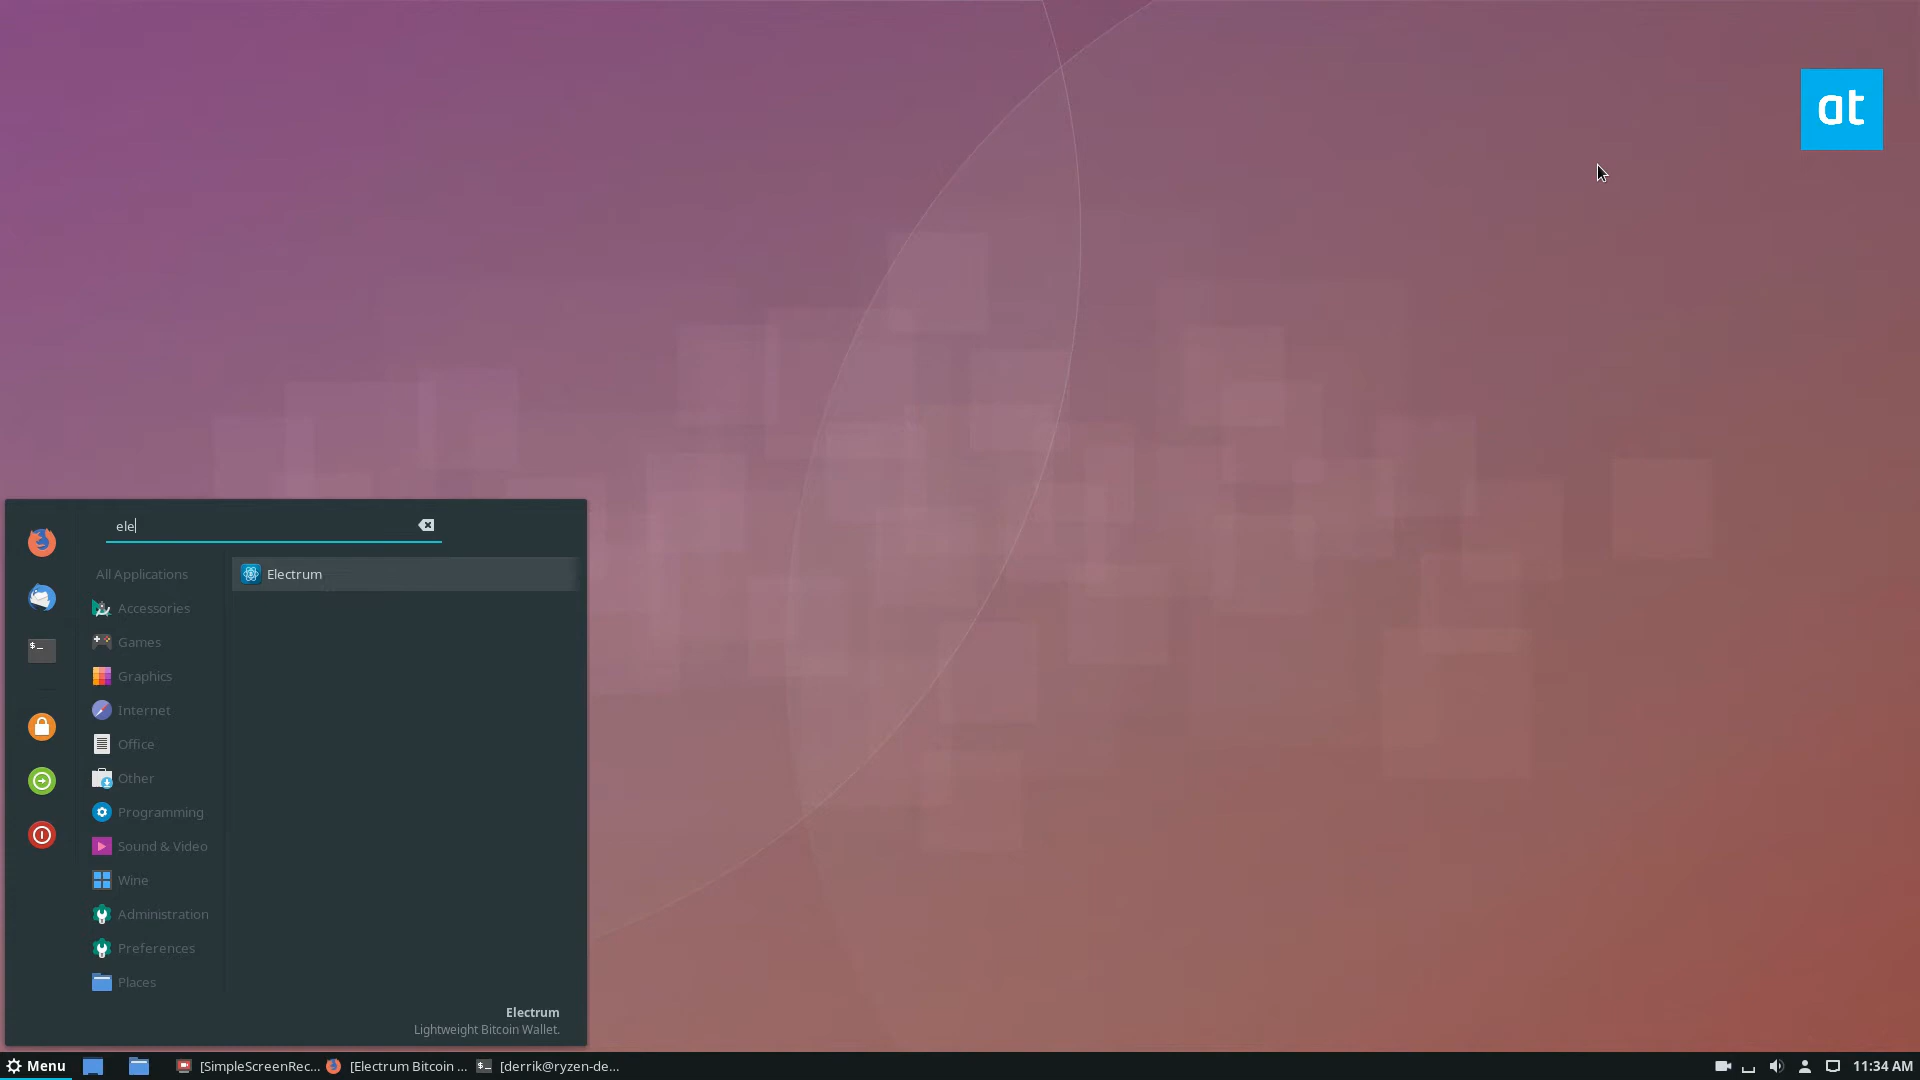 at
ele
All Applications
Electrum
Accessories
Games
Graphics
Internet
Office
Other
Programming
Sound & Video
Wine
Administration
Preferences
Places
Electrum
Lightweight Bitcoin Wallet.
Menu
[SimpleScreenRec...
[Electrum Bitcoin ...
$_
[derrik@ryzen-de...
11:34 AM